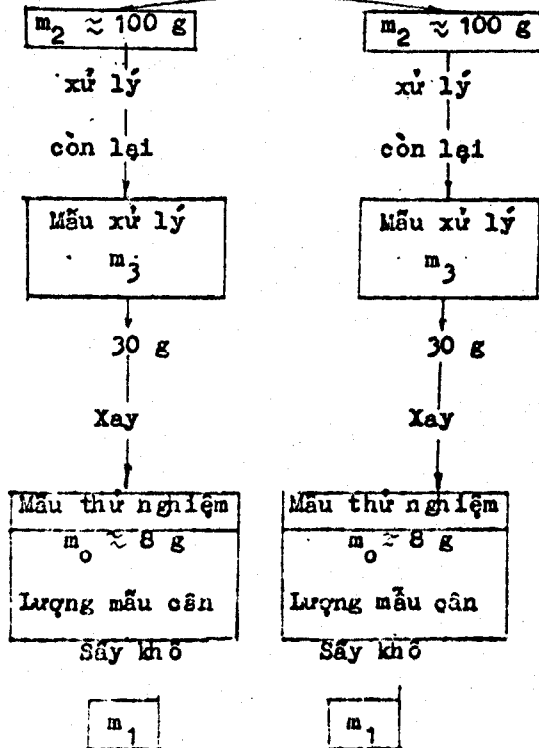 m₂ ≈ 100 g
xử lý
còn lại
Mẫu xử lý
m₃
30 g
Xay
Mẫu thử nghiệm
m₀ ≈ 8 g
Lượng mẫu cân
Sấy khô
m₁
m₂ ≈ 100 g
xử lý
còn lại
Mẫu xử lý
m₃
30 g
Xay
Mẫu thử nghiệm
m₀ ≈ 8 g
Lượng mẫu cân
Sấy khô
m₁